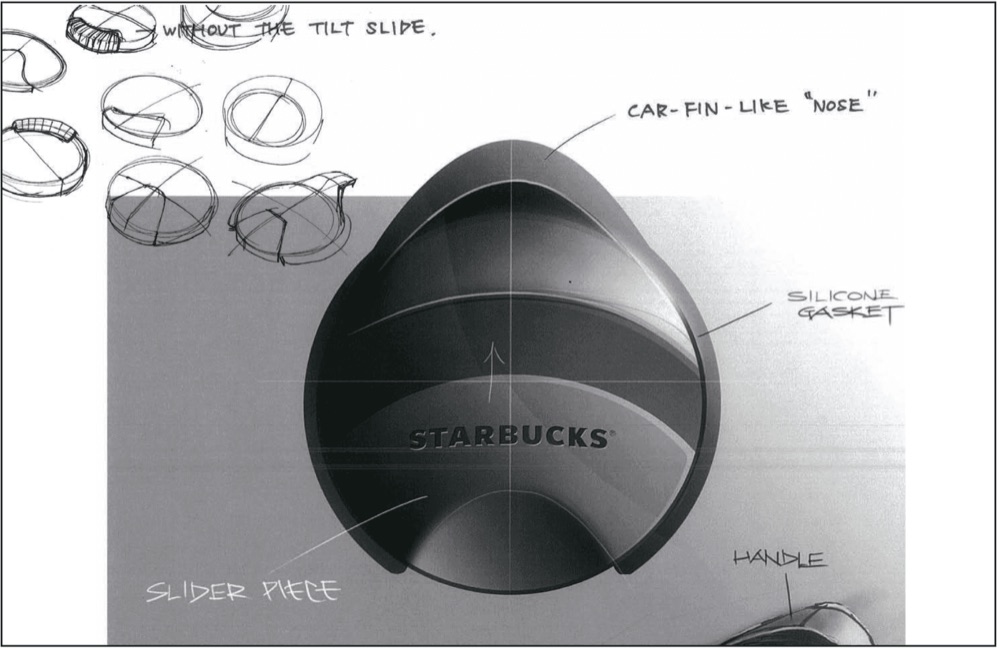 WITHOUT THE TILT SLIDE.
CAR-FIN-LIKE "NOSE"
SILICONE
GASKET
STARBUCKS®
HANDLE
SLIDER PIECE